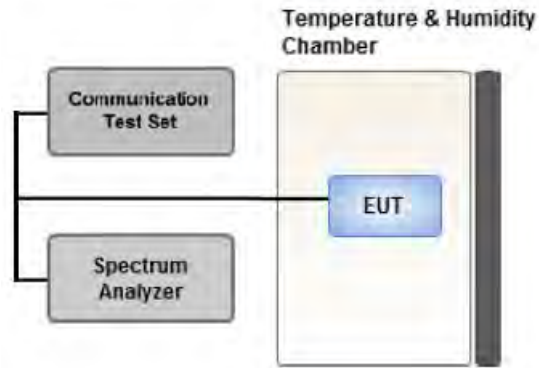 Temperature & Humidity
Chamber
Communication
Test Set
EUT
Spectrum
Analyzer